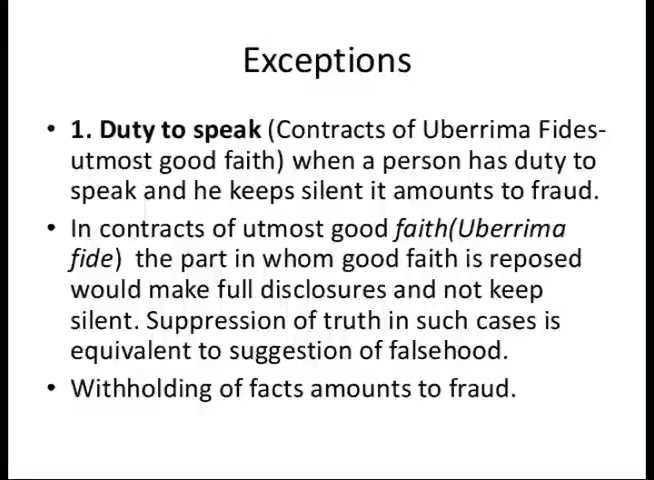 Exceptions
• 1. Duty to speak (Contracts of Uberrima Fides-
utmost good faith) when a person has duty to
speak and he keeps silent it amounts to fraud.
• In contracts of utmost good faith(Uberrima
fide)  the part in whom good faith is reposed
would make full disclosures and not keep
silent. Suppression of truth in such cases is
equivalent to suggestion of falsehood.
• Withholding of facts amounts to fraud.